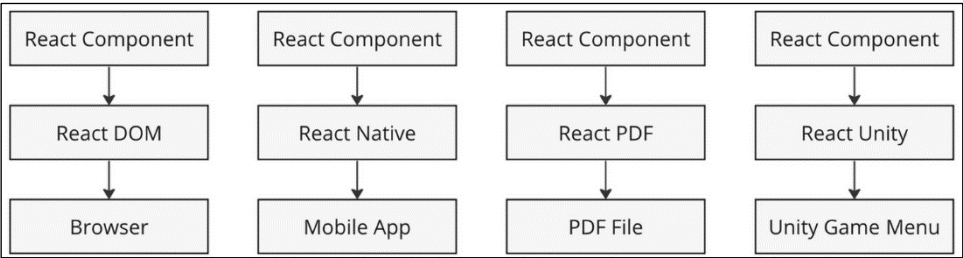 React Component
React Component
React Component
React Component
React DOM
React Native
React PDF
React Unity
Browser
Mobile App
PDF File
Unity Game Menu